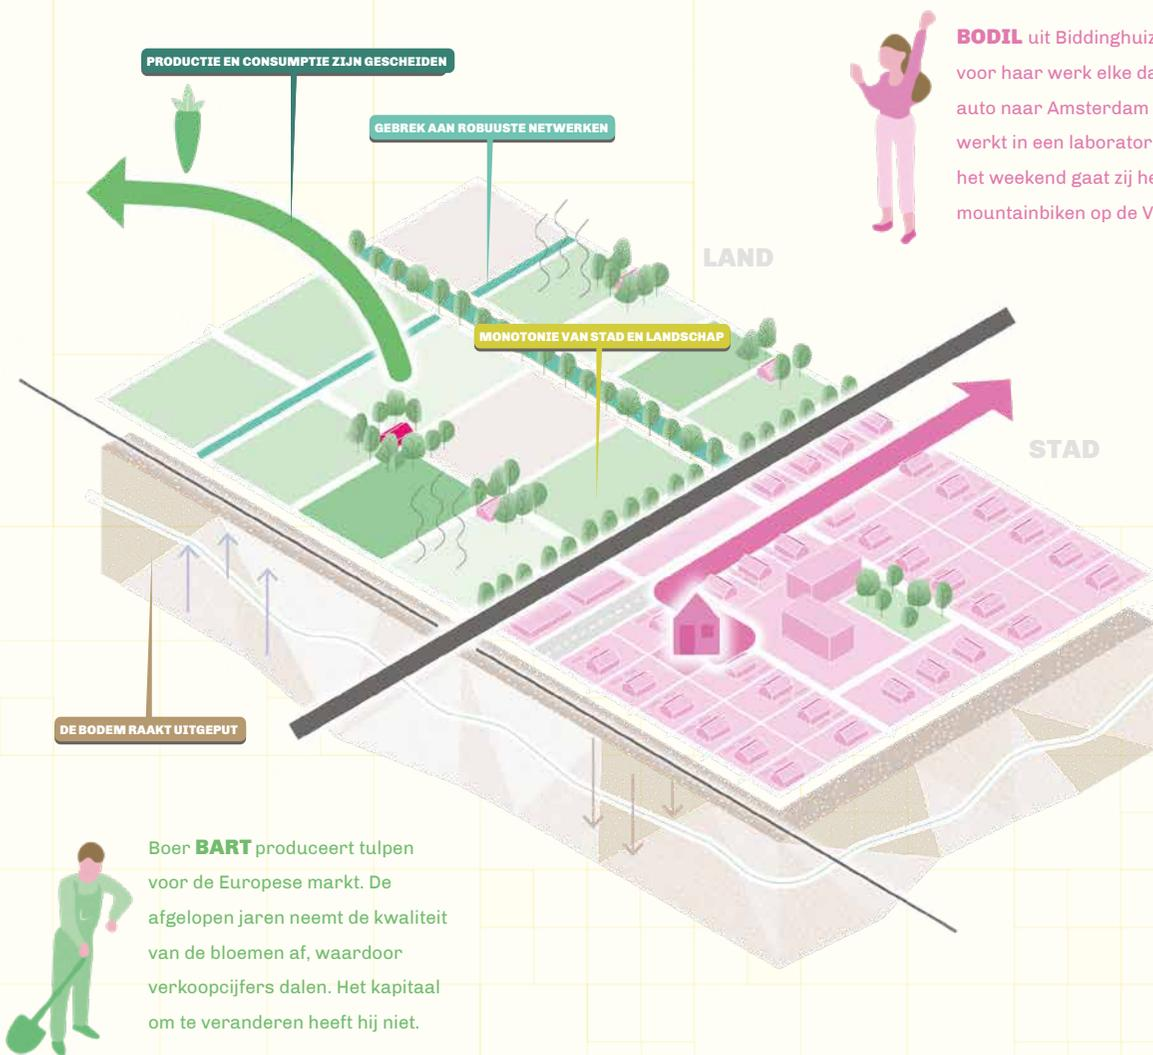 PRODUCTIE EN CONSUMPTIE ZIJN GESCHEIDEN
GEBREK AAN ROBUUSTE NETWERKEN
BODIL uit Biddinghuiz
voor haar werk elke da
auto naar Amsterdam
werkt in een laborator
het weekend gaat zij he
mountainbiken op de V
LAND
MONOTONIE VAN STAD EN LANDSCHAP
STAD
DE BODEM RAAKT UITGEPUT
Boer BART produceert tulpen
voor de Europese markt. De
afgelopen jaren neemt de kwaliteit
van de bloemen af, waardoor
verkoopcijfers dalen. Het kapitaal
om te veranderen heeft hij niet.